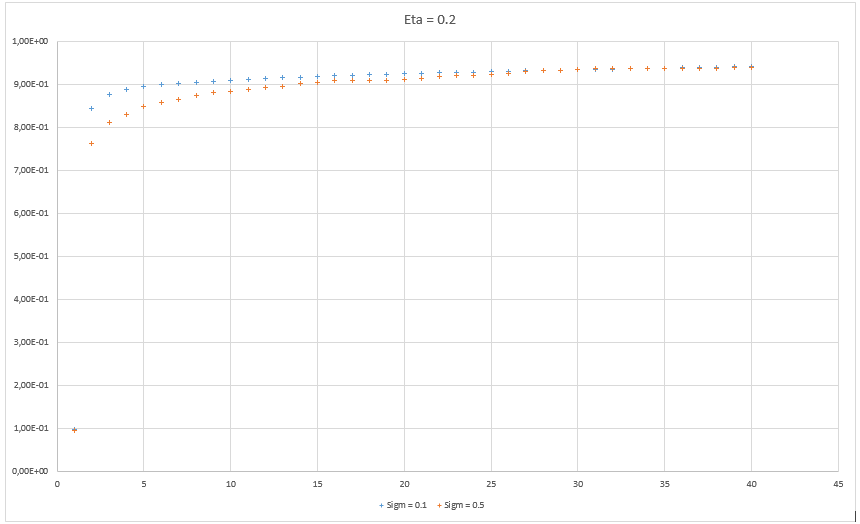 Eta = 0.2
1,00E+00
9,00E-01
8,00E-01
7,00E-01
6,00E-01
5,00E-01
4,00E-01
3,00E-01
2,00E-01
1,00E-01
0,00E+00
0 5 10 15 20 25 30 35 40 45
Sigm = 0.1 Sigm = 0.5